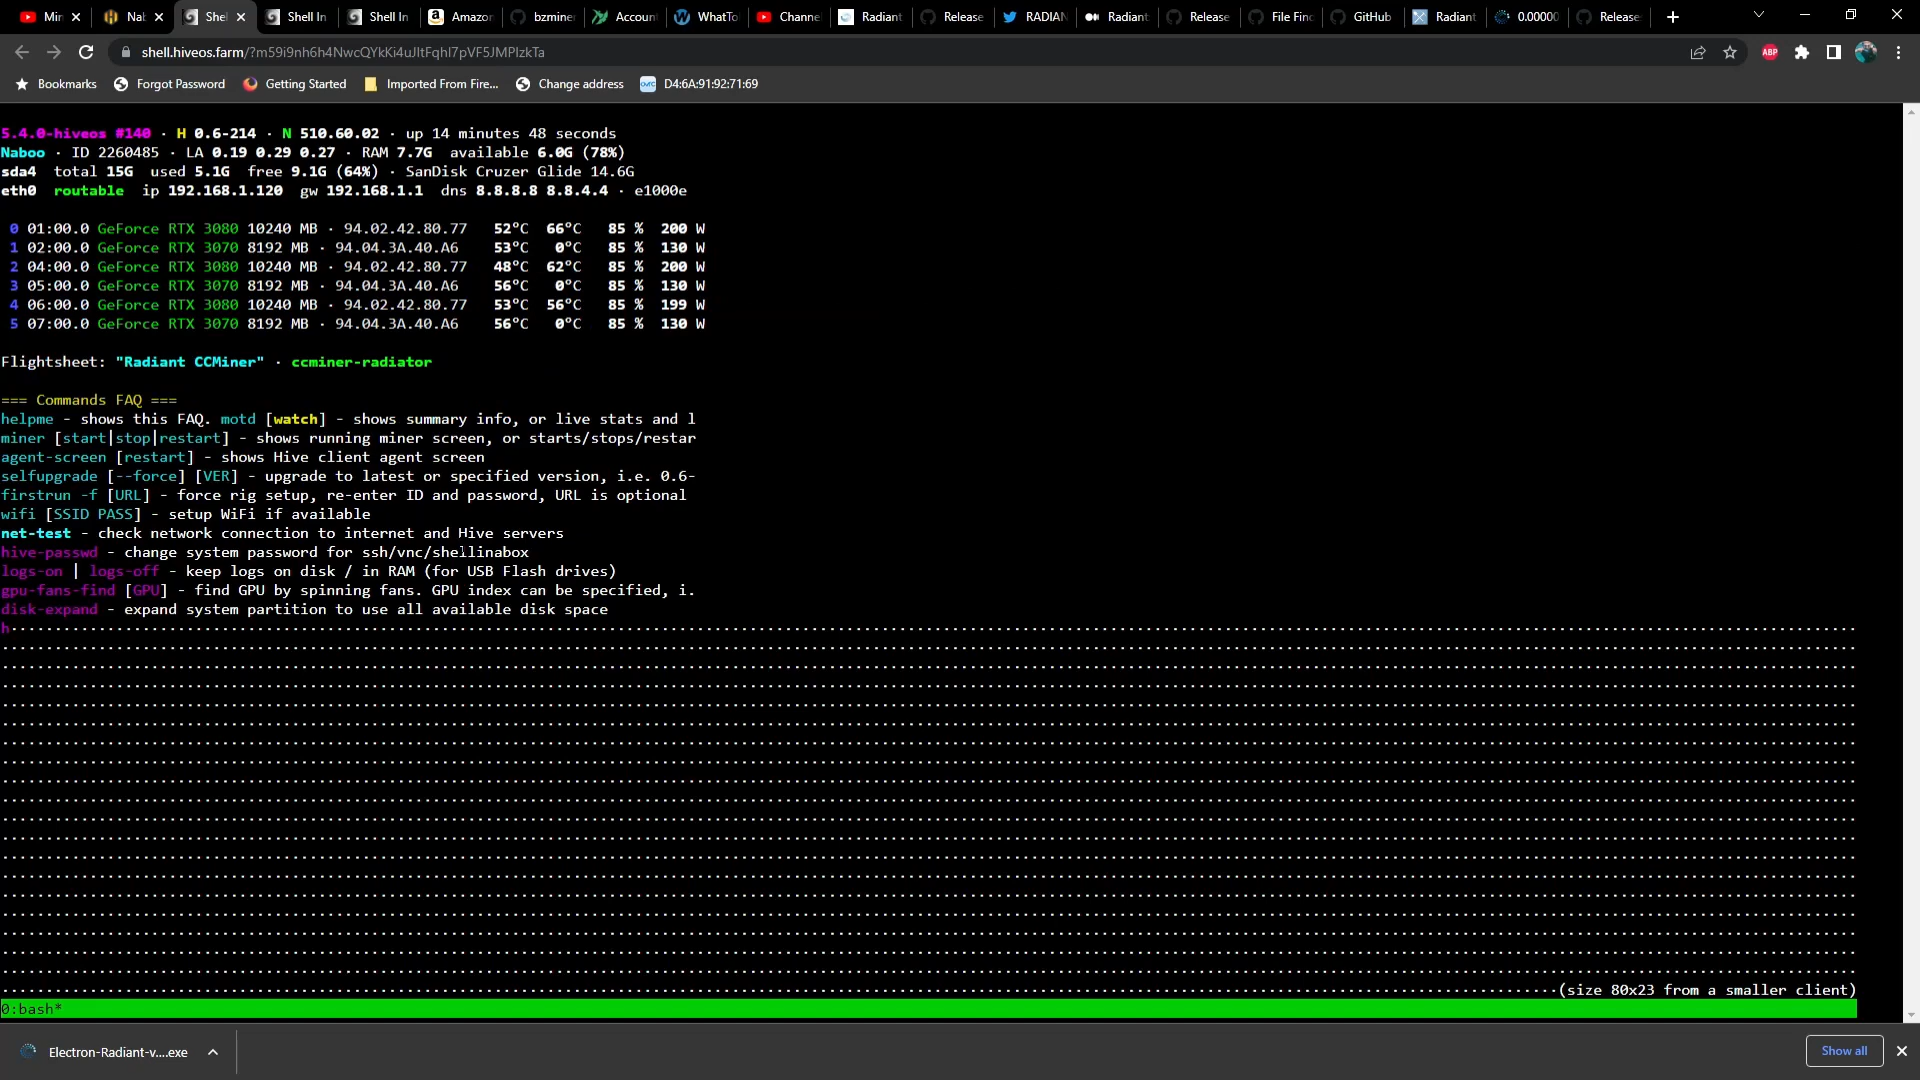 Min
Nab
Shel
Shell In
Shell In
Amazon
bzminer
Account
WhatTo
Channel
Radiant
Release
RADIAN
Radiant
Release
File Finc
GitHub
Radiant
0.00000
Release
shell.hiveos.farm/?m59i9nh6h4NwcQYkKi4uJItFqhl7pVF5JMPlzkTa
ABP
Bookmarks
Forgot Password
Getting Started
Imported From Fire...
Change address
D4:6A:91:92:71:69
5.4.0-hiveos #140 · H 0.6-214 · N 510.60.02 · up 14 minutes 48 seconds
Naboo · ID 2260485 · LA 0.19 0.29 0.27 · RAM 7.7G available 6.0G (78%)
sda4 total 15G used 5.1G free 9.1G (64%) · SanDisk Cruzer Glide 14.6G
eth0 routable ip 192.168.1.120 gw 192.168.1.1 dns 8.8.8.8 8.8.4.4 · e1000e
0 01:00.0 GeForce RTX 3080 10240 MB · 94.02.42.80.77 52°C 66°C 85 % 200 W
1 02:00.0 GeForce RTX 3070 8192 MB · 94.04.3A.40.A6 53°C 0°C 85 % 130 W
2 04:00.0 GeForce RTX 3080 10240 MB · 94.02.42.80.77 48°C 62°C 85 % 200 W
3 05:00.0 GeForce RTX 3070 8192 MB · 94.04.3A.40.A6 56°C 0°C 85 % 130 W
4 06:00.0 GeForce RTX 3080 10240 MB · 94.02.42.80.77 53°C 56°C 85 % 199 W
5 07:00.0 GeForce RTX 3070 8192 MB · 94.04.3A.40.A6 56°C 0°C 85 % 130 W
Flightsheet: "Radiant CCMiner" · ccminer-radiator
=== Commands FAQ ===
helpme - shows this FAQ. motd [watch] - shows summary info, or live stats and l
miner [start|stop|restart] - shows running miner screen, or starts/stops/restar
agent-screen [restart] - shows Hive client agent screen
selfupgrade [--force] [VER] - upgrade to latest or specified version, i.e. 0.6-
firstrun -f [URL] - force rig setup, re-enter ID and password, URL is optional
wifi [SSID PASS] - setup WiFi if available
net-test - check network connection to internet and Hive servers
hive-passwd - change system password for ssh/vnc/shellinabox
logs-on | logs-off - keep logs on disk / in RAM (for USB Flash drives)
gpu-fans-find [GPU] - find GPU by spinning fans. GPU index can be specified, i.
disk-expand - expand system partition to use all available disk space
h
(size 80x23 from a smaller client)
0:bash*
Electron-Radiant-v....exe
Show all